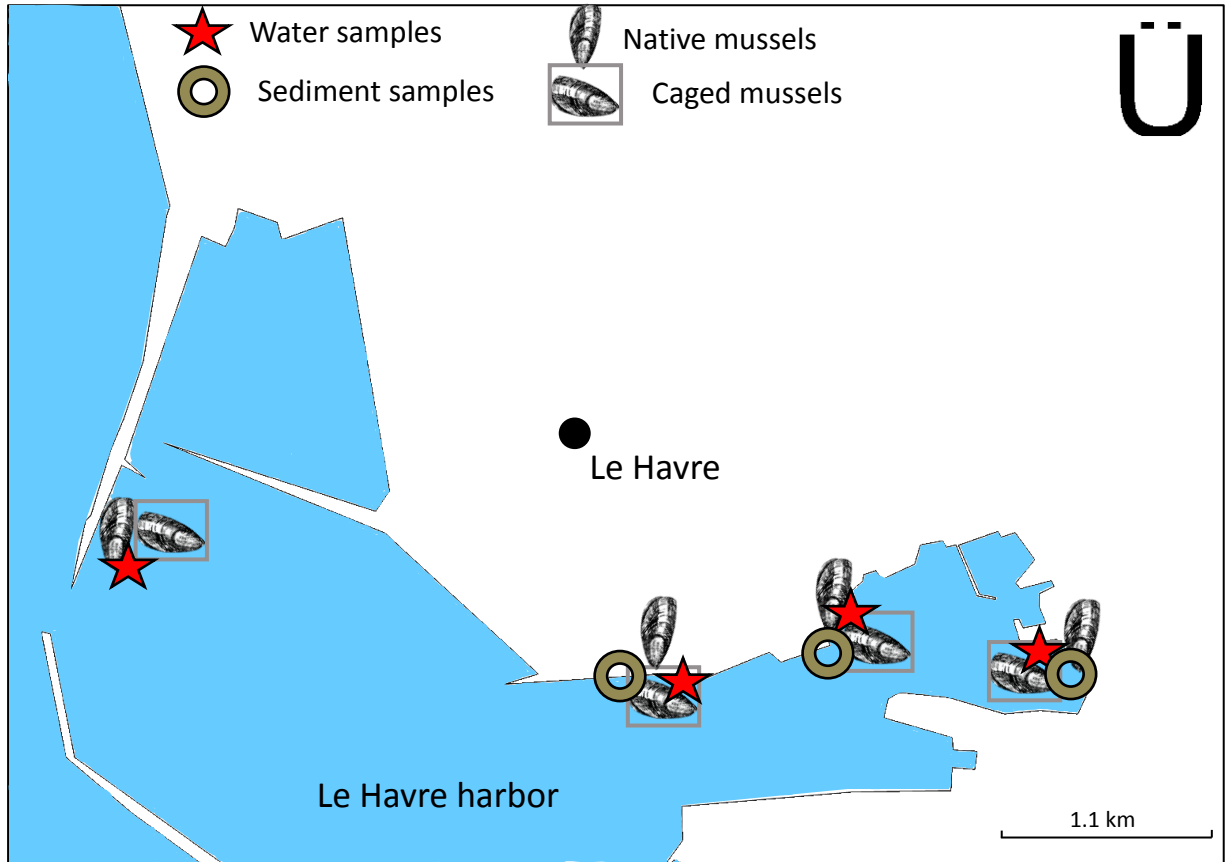 Water samples
Native mussels
Ü
Sediment samples
Caged mussels
Le Havre
Le Havre harbor
1.1 km